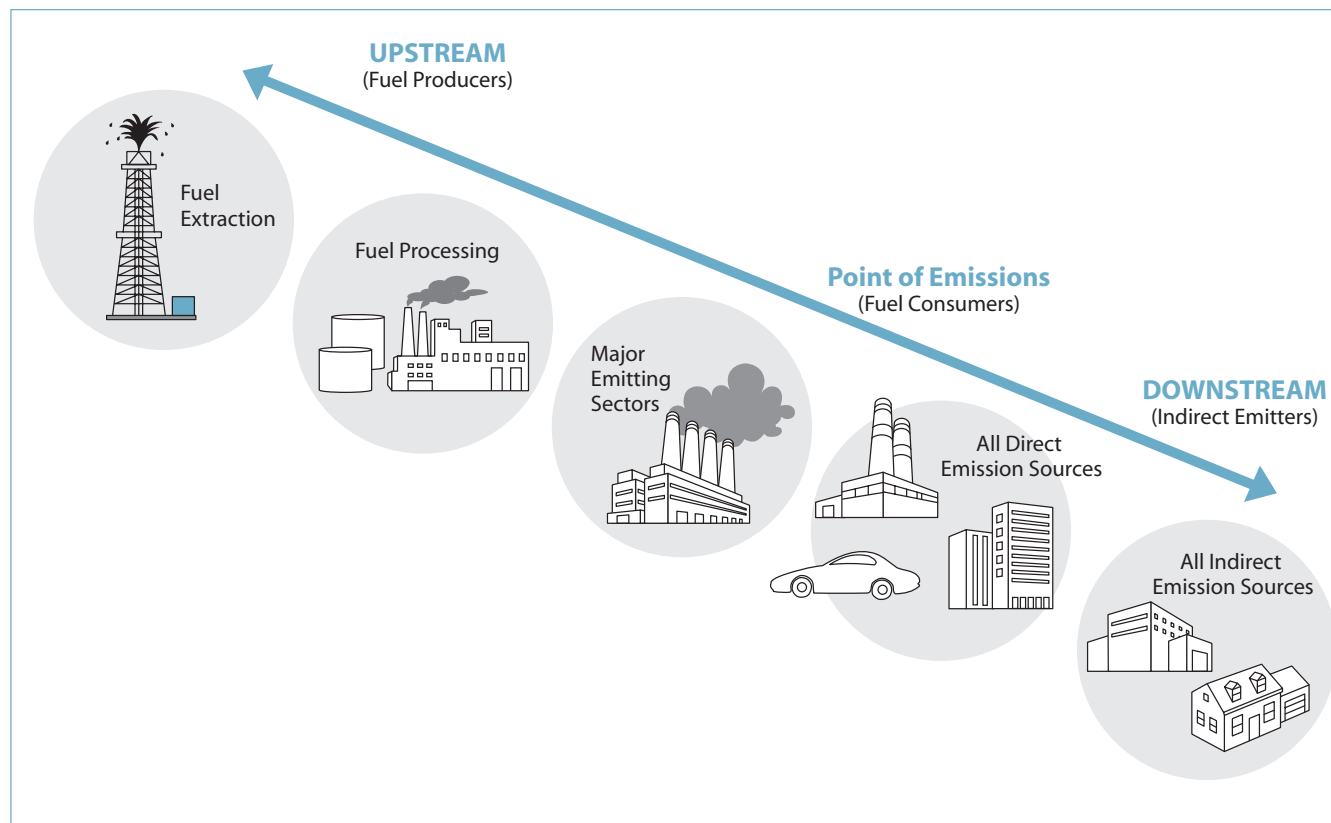 UPSTREAM
(Fuel Producers)
Fuel
Extraction
Fuel Processing
Point of Emissions
(Fuel Consumers)
Major
Emitting
Sectors
DOWNSTREAM
(Indirect Emitters)
All Direct
Emission Sources
All Indirect
Emission Sources